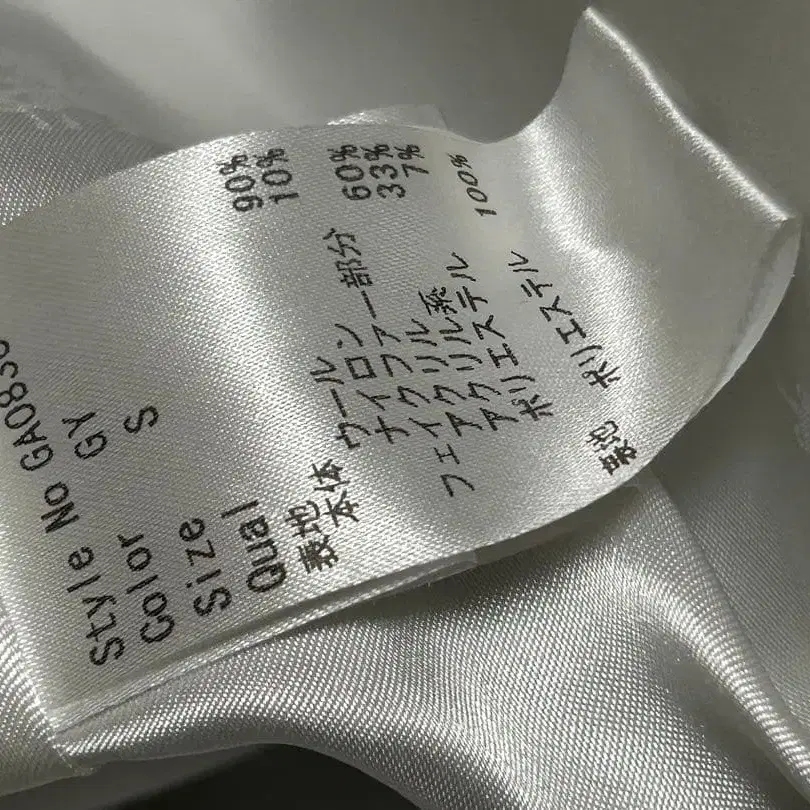 Style No
Color GY
Size S
Qual
表地
本体 ウール 90%
ナイロン 10%
フェイクファー一部分
アクリル 60%
アクリル系 33%
ポリエステル 7%
裏地 ポリエステル 100%